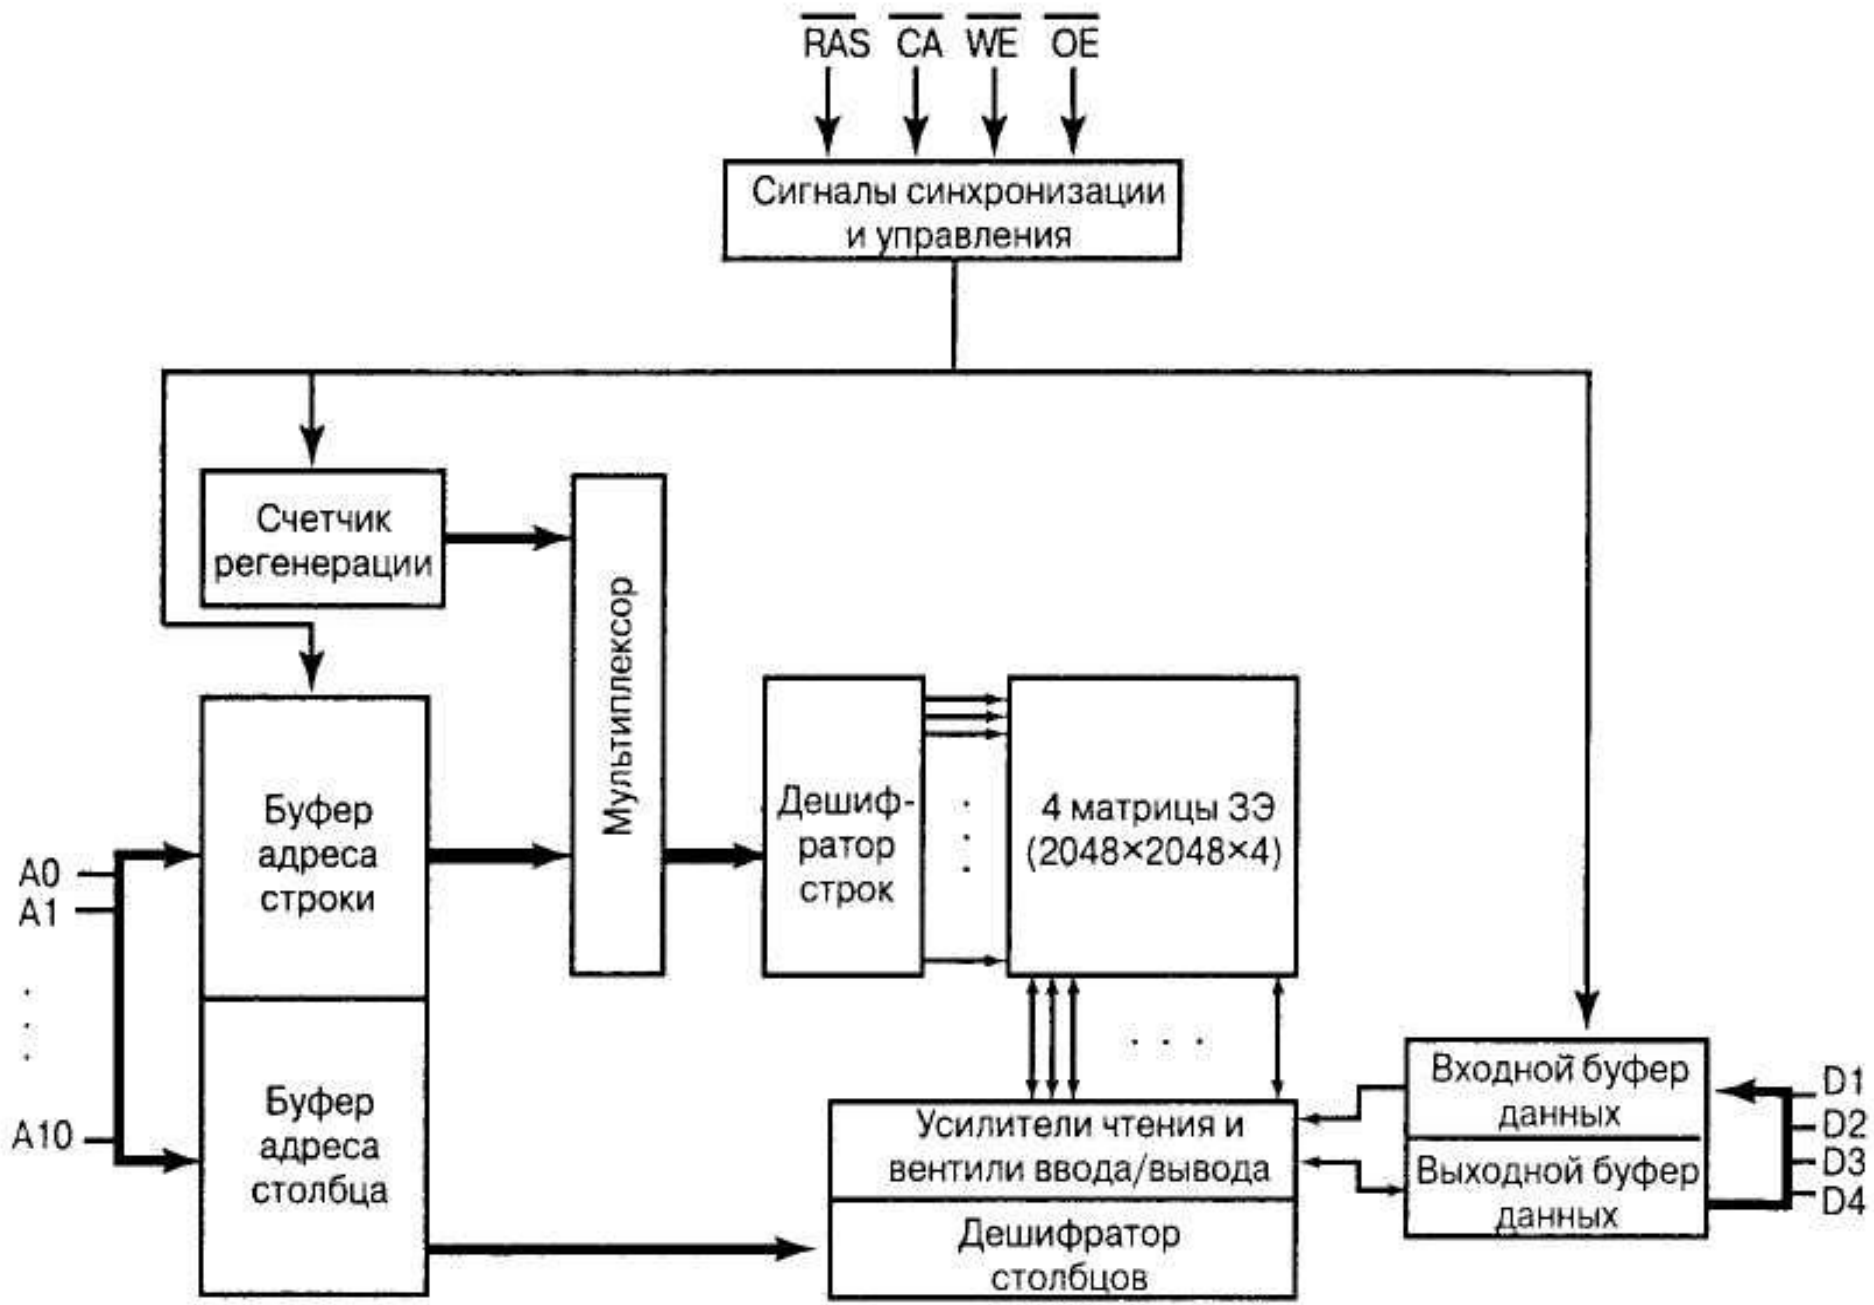 RAS CA WE OE
Сигналы синхронизации
и управления
Счетчик
регенерации
Мультиплексор
Буфер
адреса
строки
Дешиф-
ратор
строк
4 матрицы ЗЭ
(2048×2048×4)
A0
A1
.
.
.
A10
Буфер
адреса
столбца
. . .
Усилители чтения и
вентили ввода/вывода
Дешифратор
столбцов
Входной буфер
данных
Выходной буфер
данных
D1
D2
D3
D4